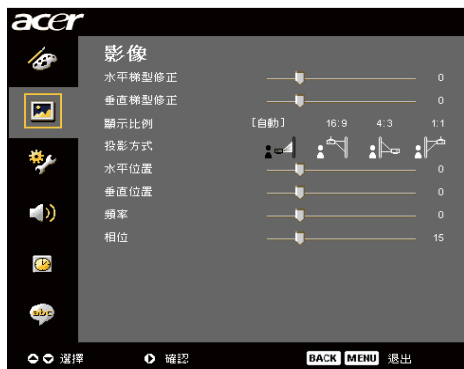 acer
影像
水平梯型修正 0
垂直梯型修正 0
顯示比例 [自動] 16:9 4:3 1:1
投影方式
水平位置 0
垂直位置 0
頻率 0
相位 15
abc
選擇 確認 BACK MENU 退出